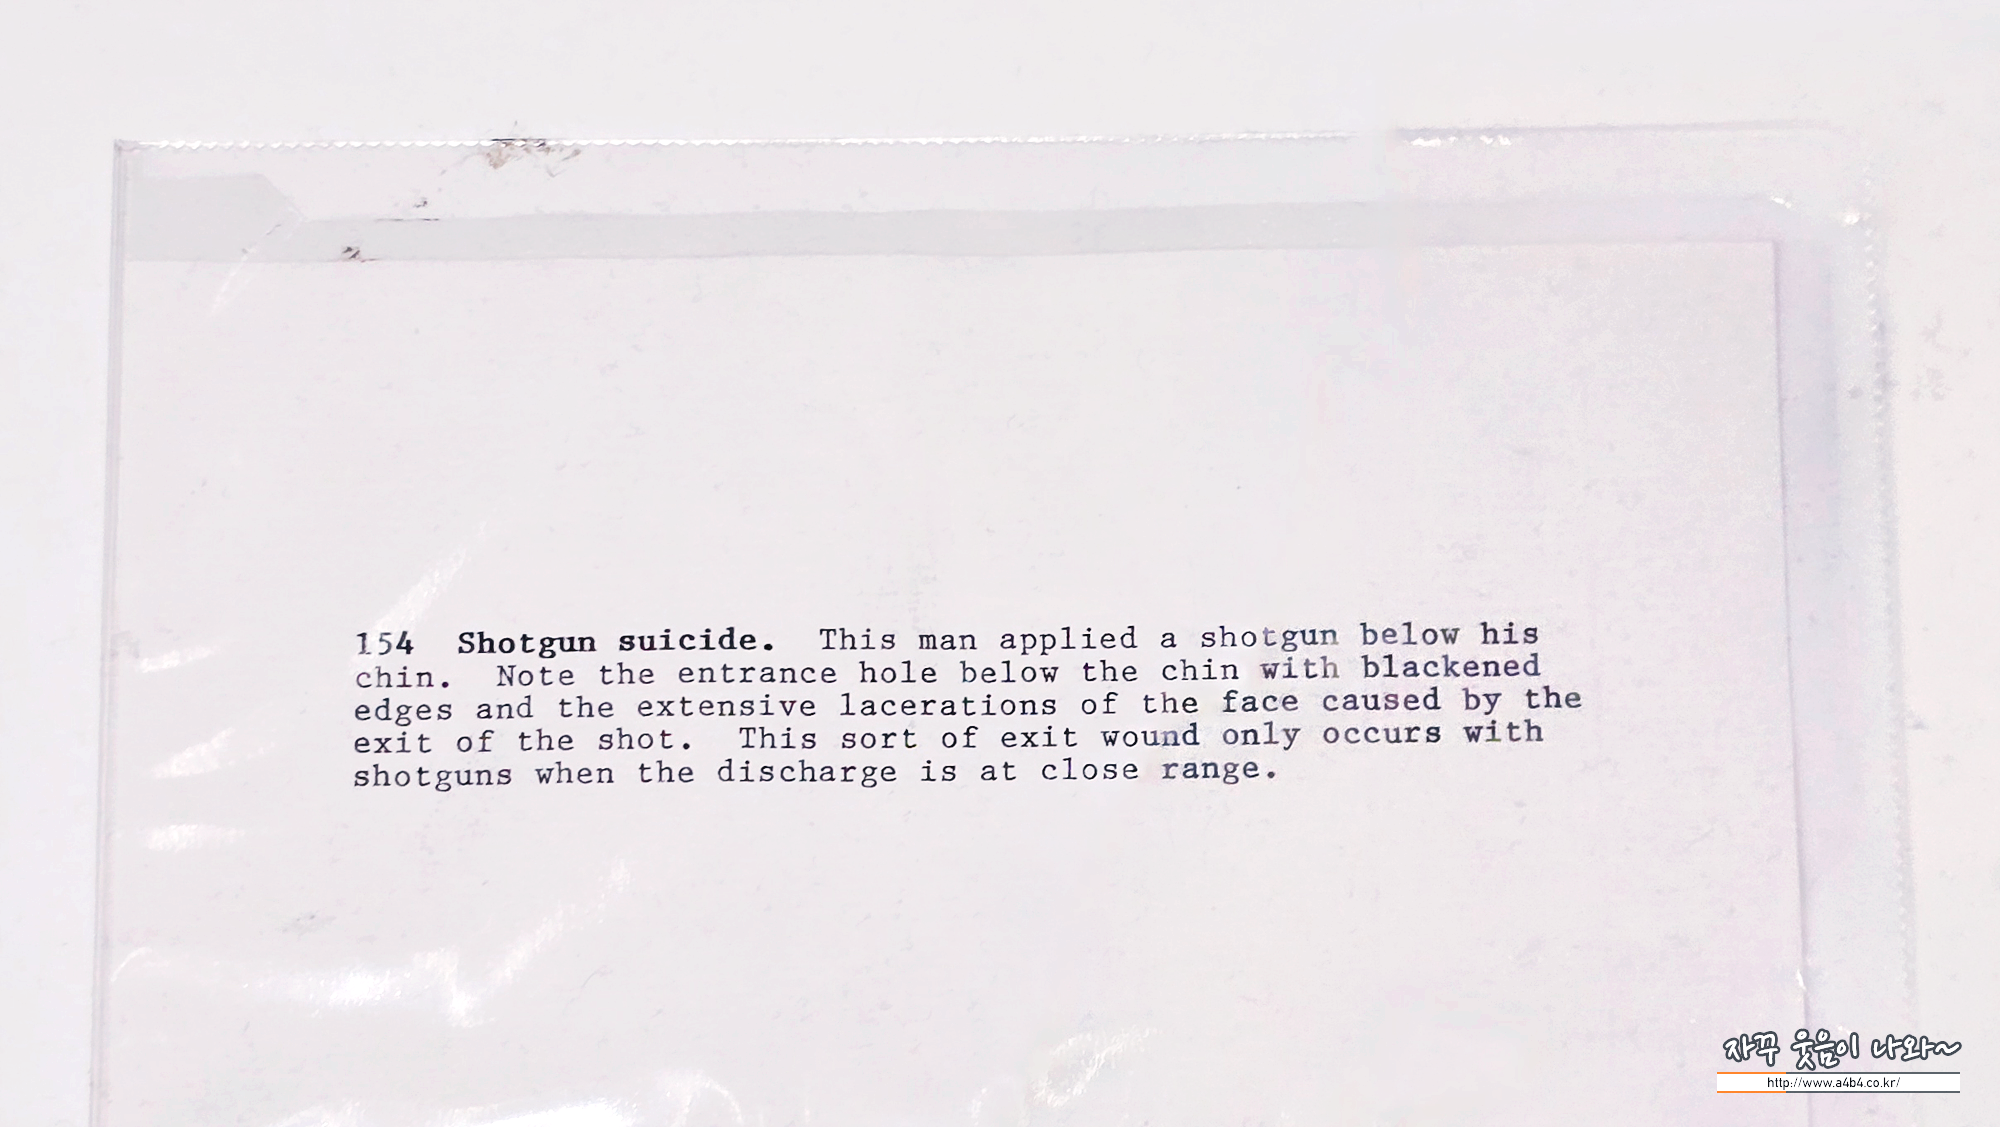 154 Shotgun suicide. This man applied a shotgun below his
chin. Note the entrance hole below the chin with blackened
edges and the extensive lacerations of the face caused by the
exit of the shot. This sort of exit wound only occurs with
shotguns when the discharge is at close range.
자꾸 웃음이 나와~
http://www.a4b4.co.kr/